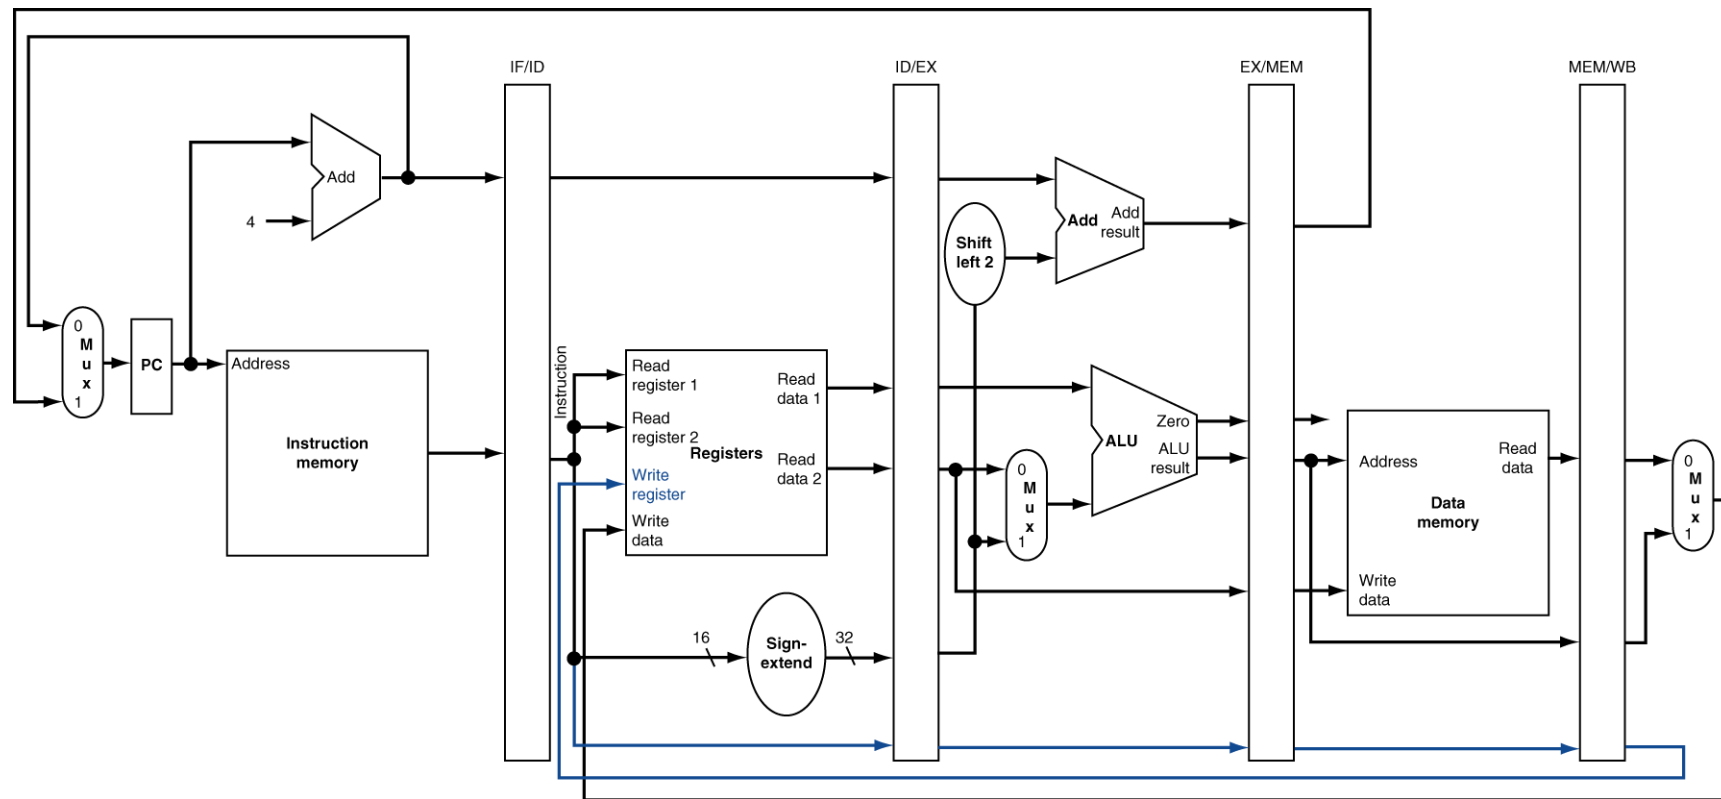 IF/ID
ID/EX
EX/MEM
MEM/WB
Add
4
Add
Add
result
Shift
left 2
0
M
u
x
1
PC
Address
Instruction
memory
Instruction
Read
register 1
Read
register 2
Write
register
Write
data
Registers
Read
data 1
Read
data 2
16
Sign-
extend
32
0
M
u
x
1
Zero
ALU
ALU
result
Address
Read
data
Data
memory
Write
data
0
M
u
x
1